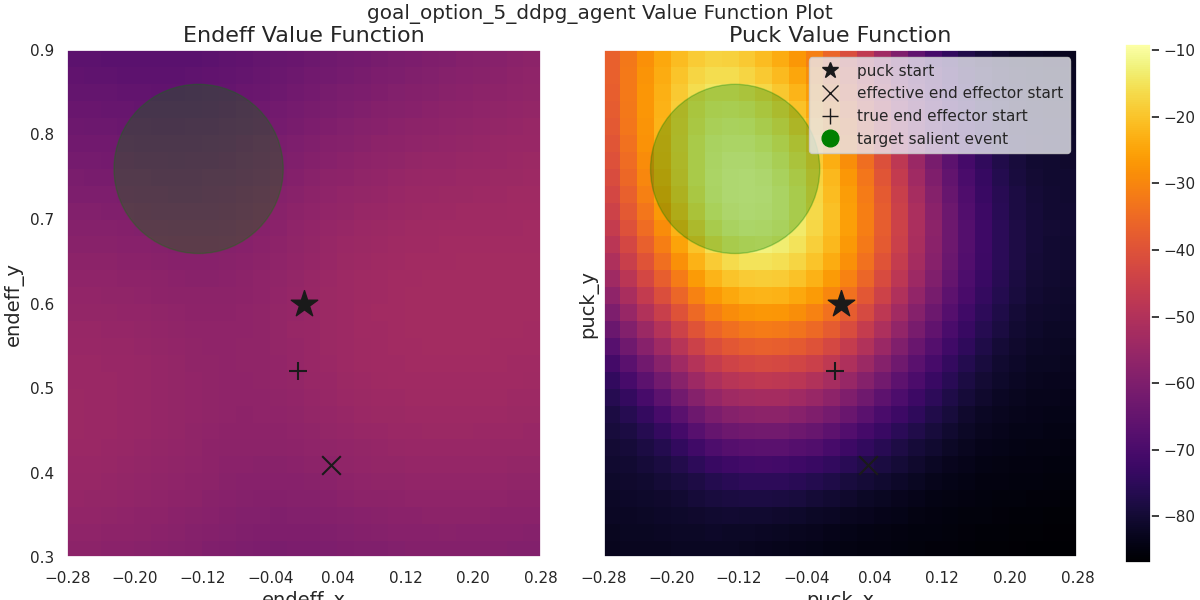 goal_option_5_ddpg_agent Value Function Plot
Endeff Value Function
Puck Value Function
puck start
effective end effector start
true end effector start
target salient event
0.9
0.8
0.7
0.6
0.5
0.4
0.3
endeff_y
−0.28
−0.20
−0.12
−0.04
0.04
0.12
0.20
0.28
endeff_x
puck_y
−0.28
−0.20
−0.12
−0.04
0.04
0.12
0.20
0.28
puck_x
−10
−20
−30
−40
−50
−60
−70
−80